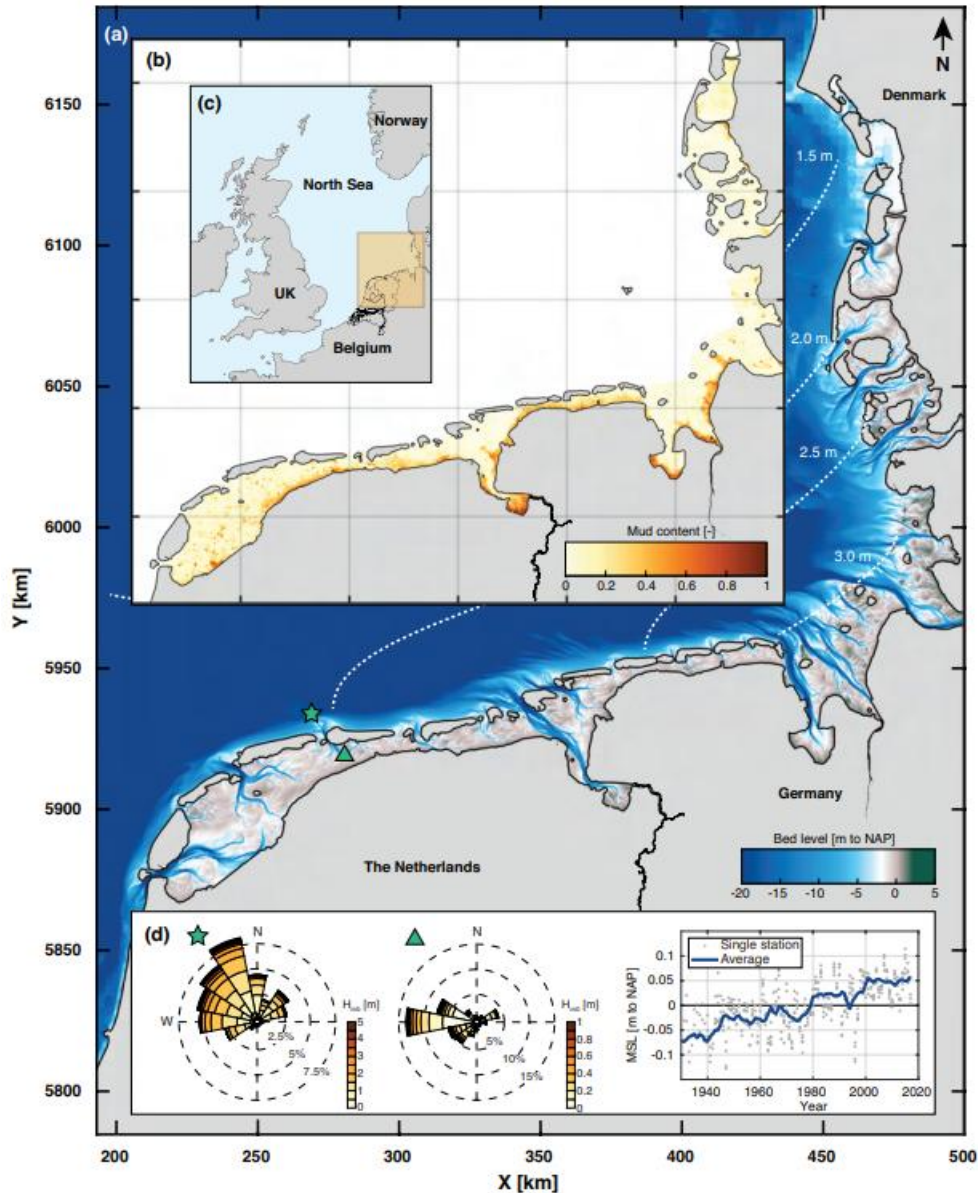 (a)
(b)
(c)
N
Denmark
Norway
North Sea
UK
Belgium
1.5 m
2.0 m
2.5 m
3.0 m
Mud content [-]
0 0.2 0.4 0.6 0.8 1
6150
6100
6050
6000
5950
5900
5850
5800
Y [km]
Germany
The Netherlands
Bed level [m to NAP]
-20 -15 -10 -5 0 5
(d)
N
W
2.5%
5%
7.5%
[m]
5
4
3
2
1
0
N
5%
10%
15%
[m]
1
0.8
0.6
0.4
0.2
0
Single station
Average
MSL [m to NAP]
0.1
0.05
0
-0.05
-0.1
1940 1960 1980 2000 2020
Year
200 250 300 350 400 450 500
X [km]